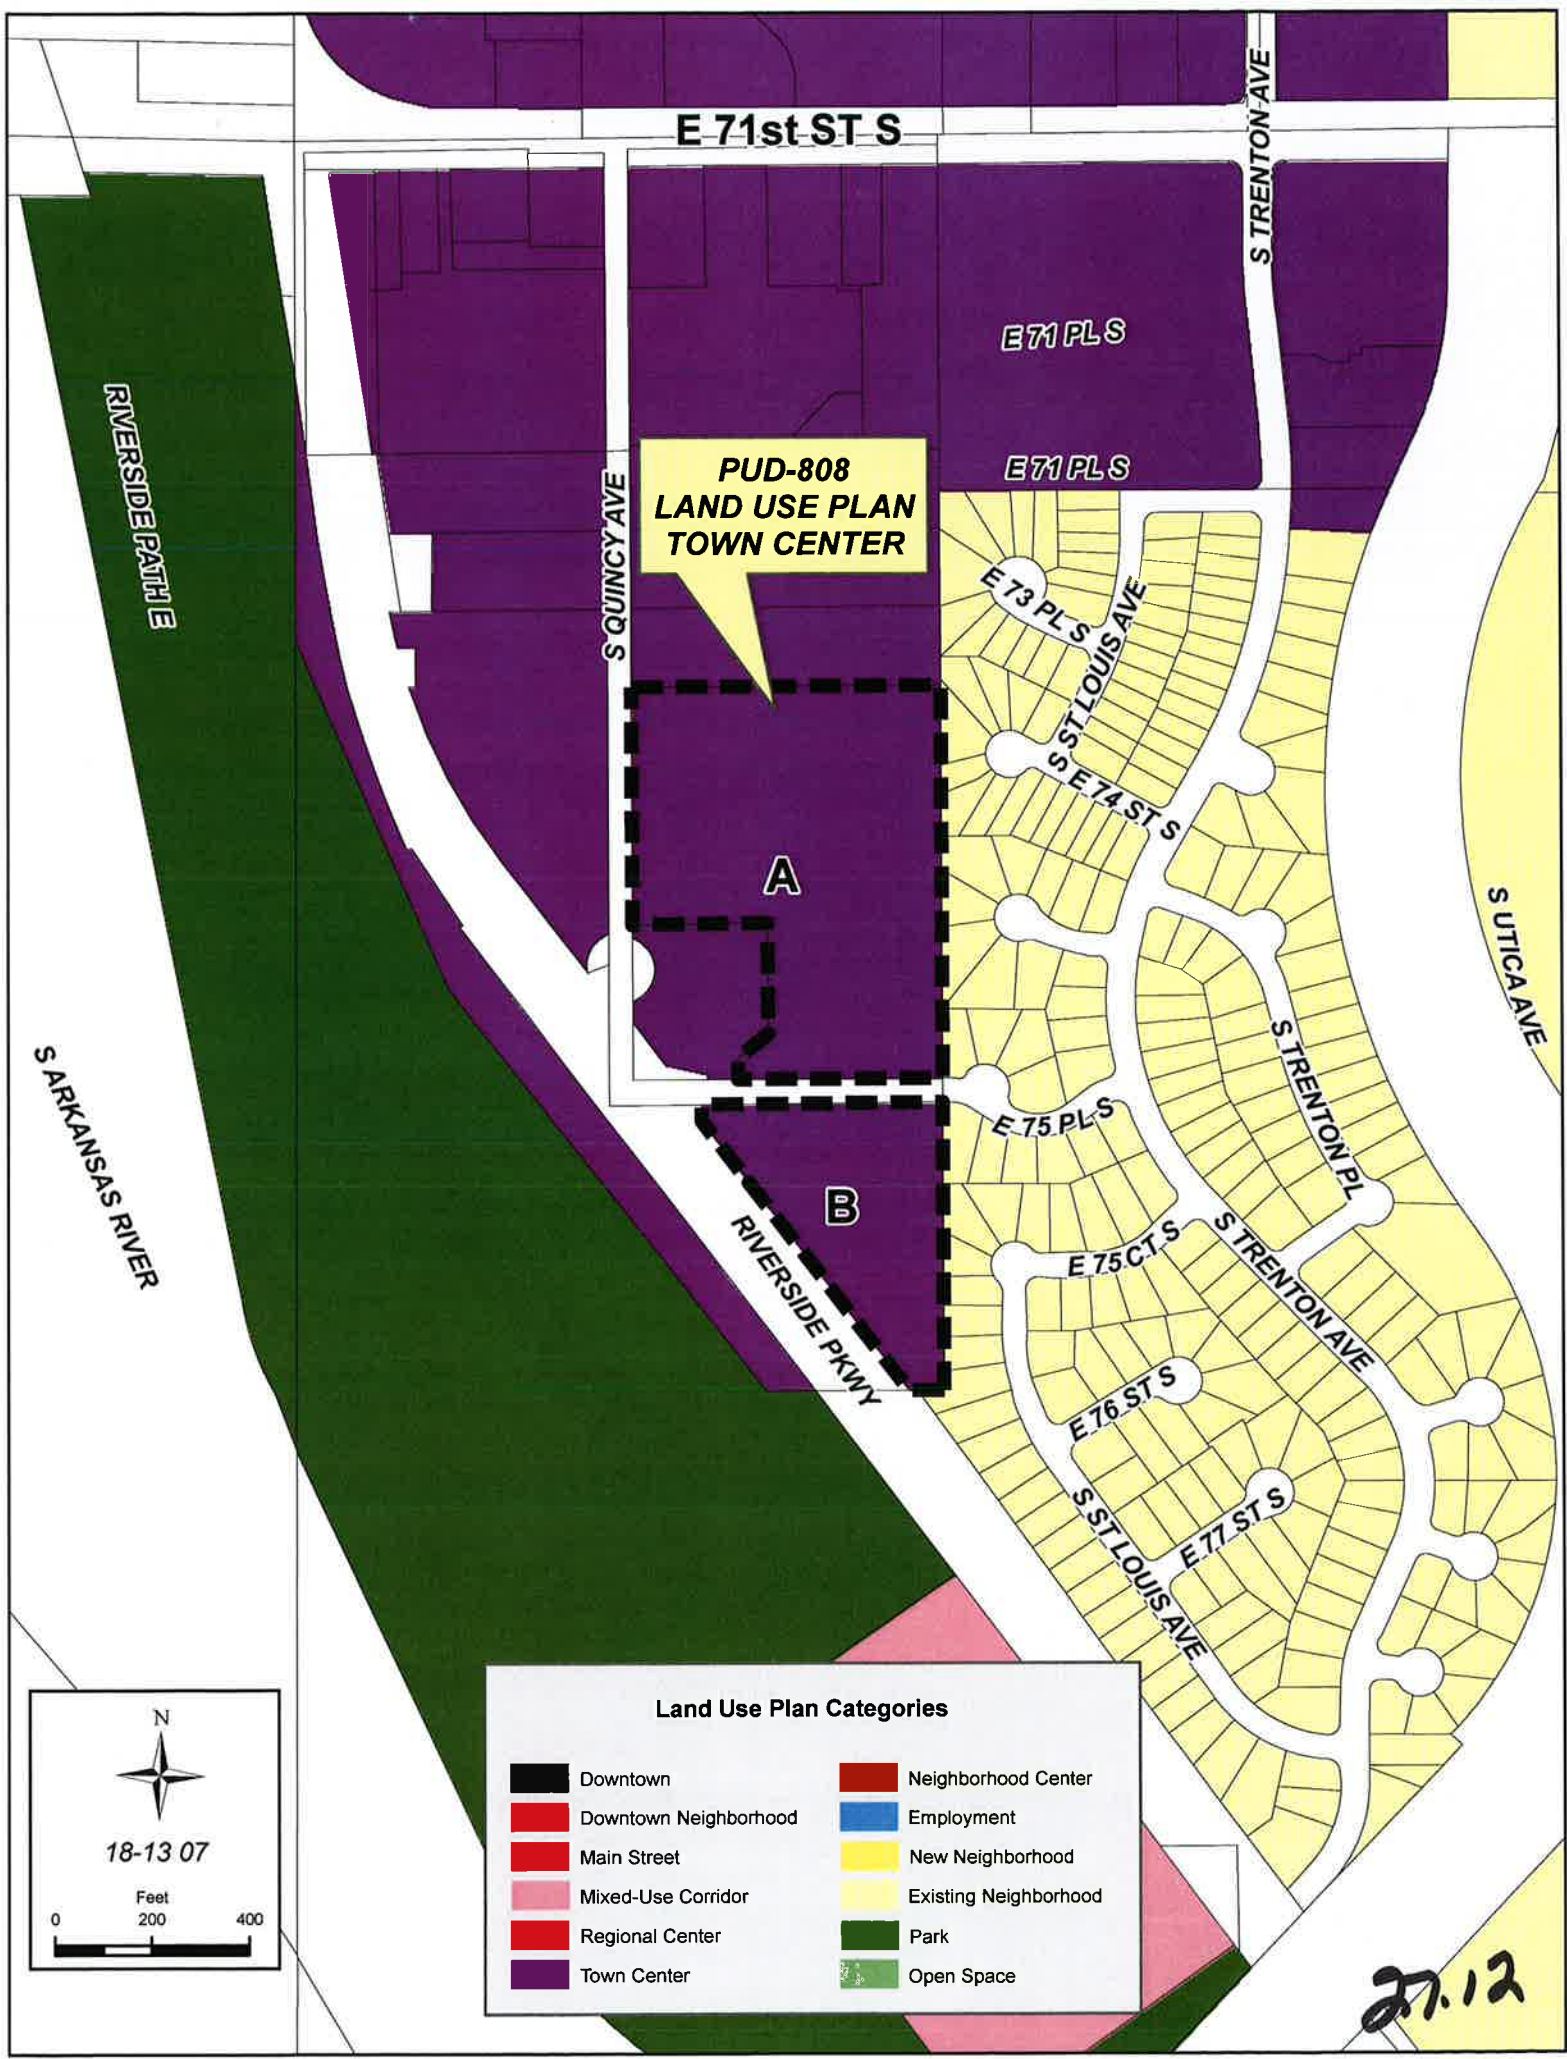 E 71st ST S
S TRENTON AVE
E 71 PL S
RIVERSIDE PATH E
E 71 PL S
S QUINCY AVE
PUD-808
LAND USE PLAN
TOWN CENTER
E 73 PL S
S ST LOUIS AVE
E 74 ST S
A
S UTICA AVE
S TRENTON PL
S ARKANSAS RIVER
E 75 PL S
B
RIVERSIDE PKWY
E 75 CT S
S TRENTON AVE
E 76 ST S
E 77 ST S
S ST LOUIS AVE
Land Use Plan Categories
Downtown
Downtown Neighborhood
Main Street
Mixed-Use Corridor
Regional Center
Town Center
Neighborhood Center
Employment
New Neighborhood
Existing Neighborhood
Park
Open Space
N
18-13 07
Feet
0 200 400
27.12